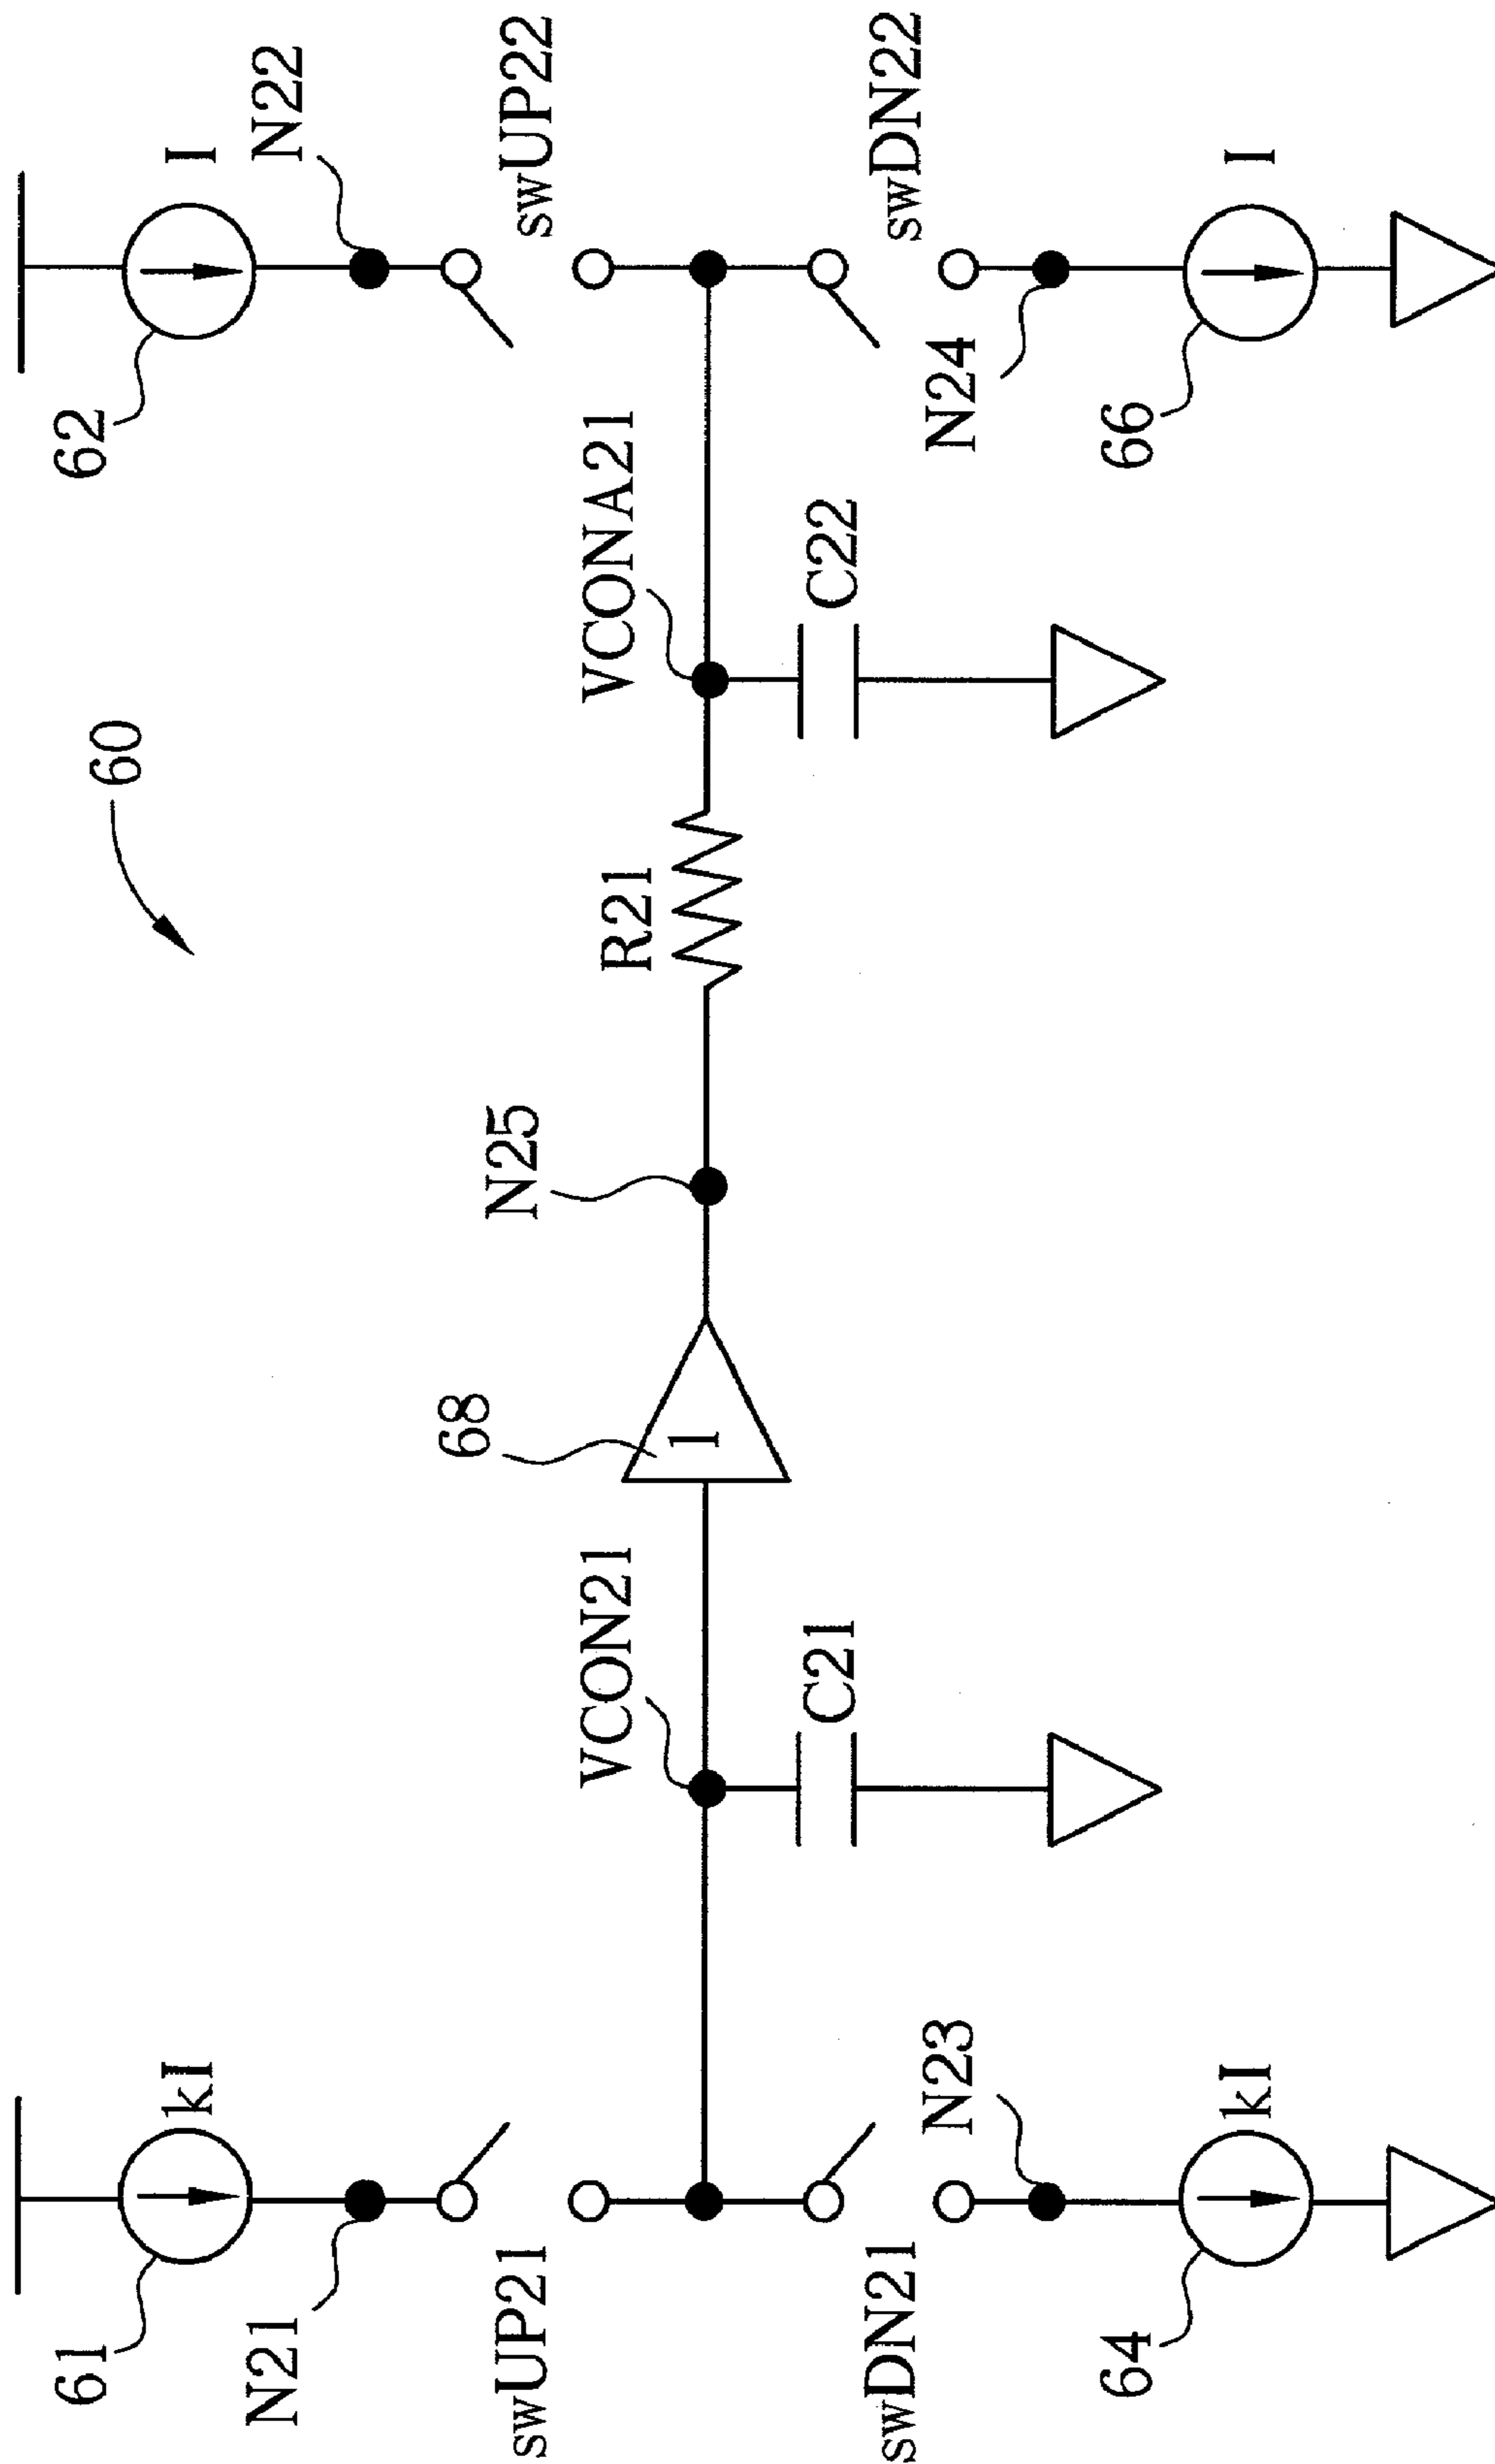 60
61
kI
N21
swUP21
swDN21
N23
64
kI
VCON21
C21
68
1
N25
R21
VCONA21
C22
62
I
N22
swUP22
swDN22
N24
66
I